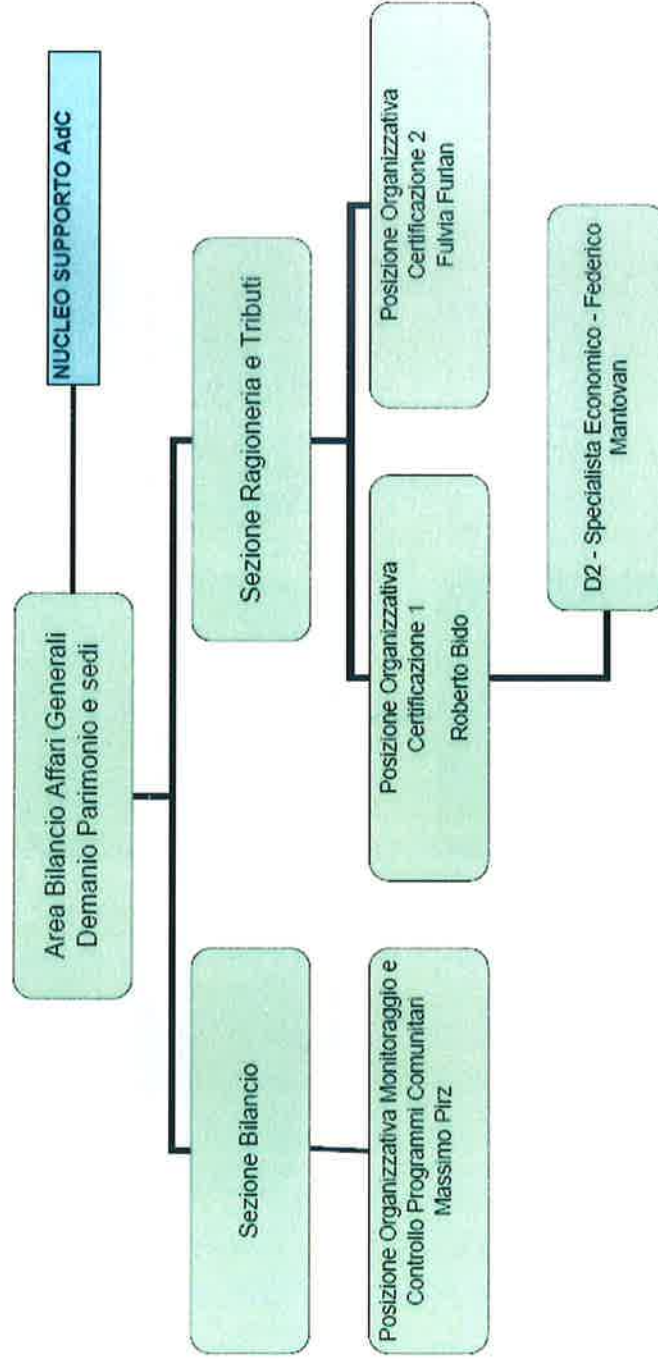 NUCLEO SUPPORTO AdC
Area Bilancio Affari Generali
Demanio Parimonio e sedi
Sezione Bilancio
Sezione Ragioneria e Tributi
Posizione Organizzativa Monitoraggio e
Controllo Programmi Comunitari
Massimo Pirz
Posizione Organizzativa
Certificazione 1
Roberto Bido
Posizione Organizzativa
Certificazione 2
Fulvia Furlan
D2 - Specialista Economico - Federico
Mantovan